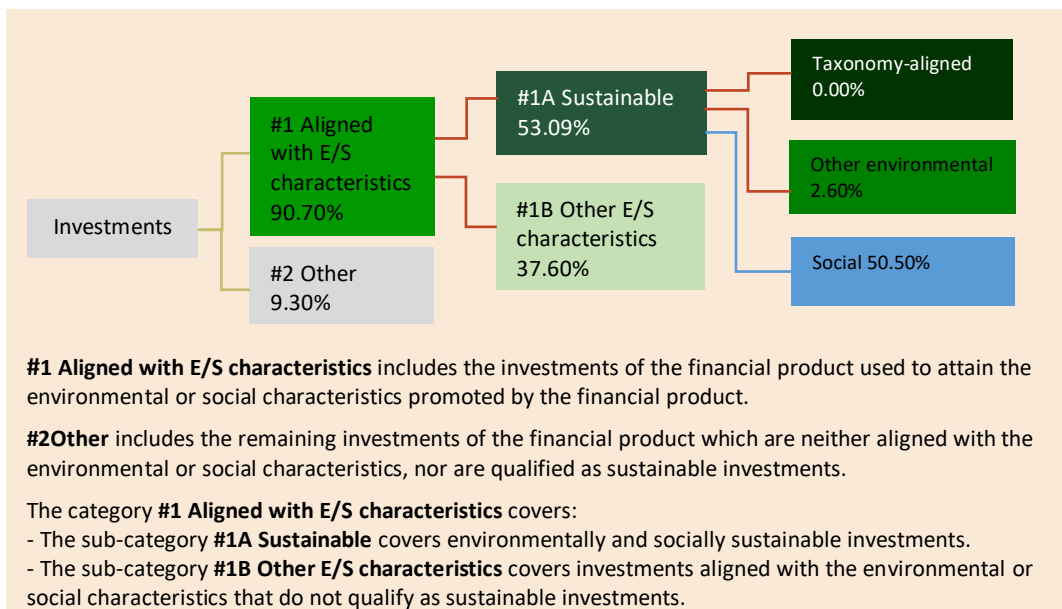 Investments
#1 Aligned
with E/S
characteristics
90.70%
#2 Other
9.30%
#1A Sustainable
53.09%
#1B Other E/S
characteristics
37.60%
Taxonomy-aligned
0.00%
Other environmental
2.60%
Social 50.50%
#1 Aligned with E/S characteristics includes the investments of the financial product used to attain the
environmental or social characteristics promoted by the financial product.
#2Other includes the remaining investments of the financial product which are neither aligned with the
environmental or social characteristics, nor are qualified as sustainable investments.
The category #1 Aligned with E/S characteristics covers:
- The sub-category #1A Sustainable covers environmentally and socially sustainable investments.
- The sub-category #1B Other E/S characteristics covers investments aligned with the environmental or
social characteristics that do not qualify as sustainable investments.